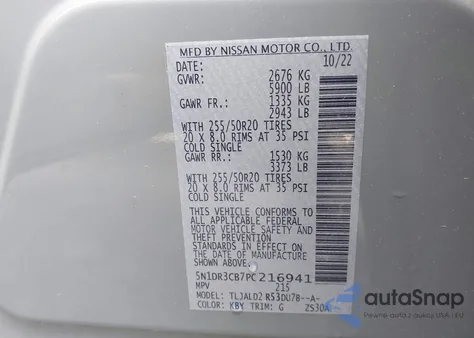 MFD BY NISSAN MOTOR CO., LTD.
DATE: 10/22
GVWR: 2676 KG
5900 LB
GAWR FR.: 1335 KG
2943 LB
WITH 255/50R20 TIRES
20 X 8.0 RIMS AT 35 PSI
COLD SINGLE
GAWR RR.: 1530 KG
3373 LB
WITH 255/50R20 TIRES
20 X 8.0 RIMS AT 35 PSI
COLD SINGLE
THIS VEHICLE CONFORMS TO
ALL APPLICABLE FEDERAL
MOTOR VEHICLE SAFETY
STANDARDS IN EFFECT ON
THE DATE OF MANUFACTURE
SHOWN ABOVE
5N1DR3CB7PC216941
MPV 215
MODEL: TLJALD2 R53DU7B--A-
COLOR: KBY TRIM: G ZS30A
autoSnap